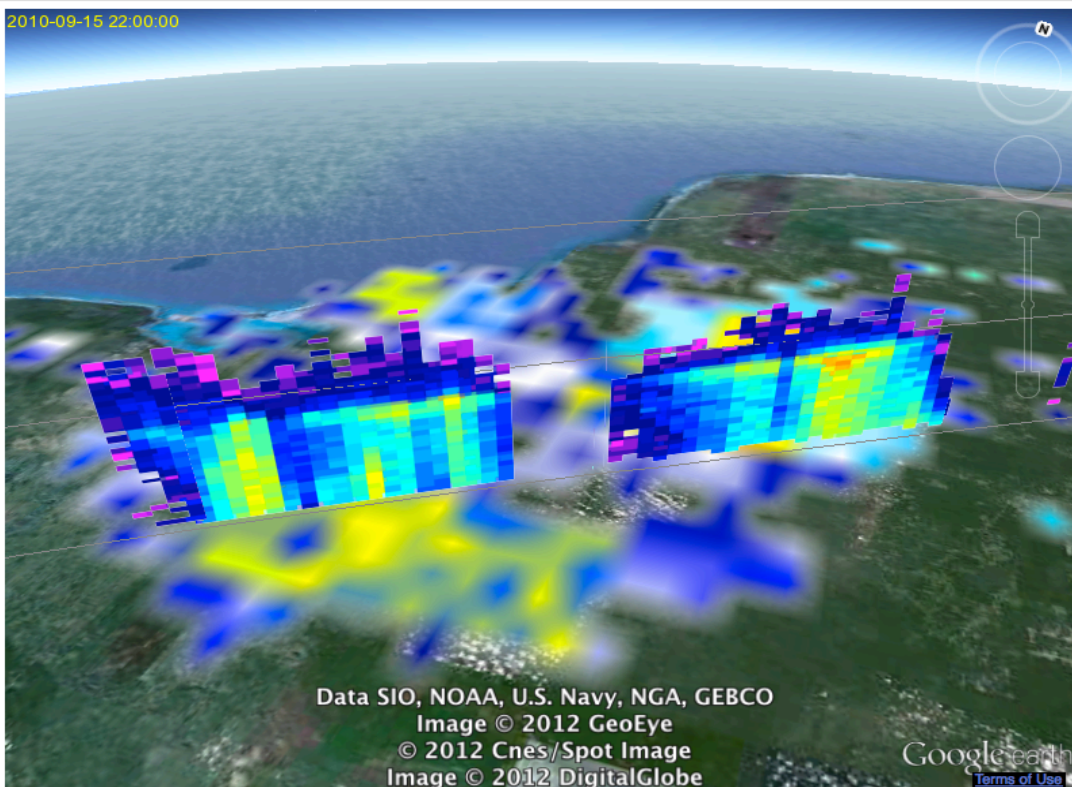 2010-09-15 22:00:00
N
Data SIO, NOAA, U.S. Navy, NGA, GEBCO
Image © 2012 GeoEye
© 2012 Cnes/Spot Image
Image © 2012 DigitalGlobe
Google earth
Terms of Use